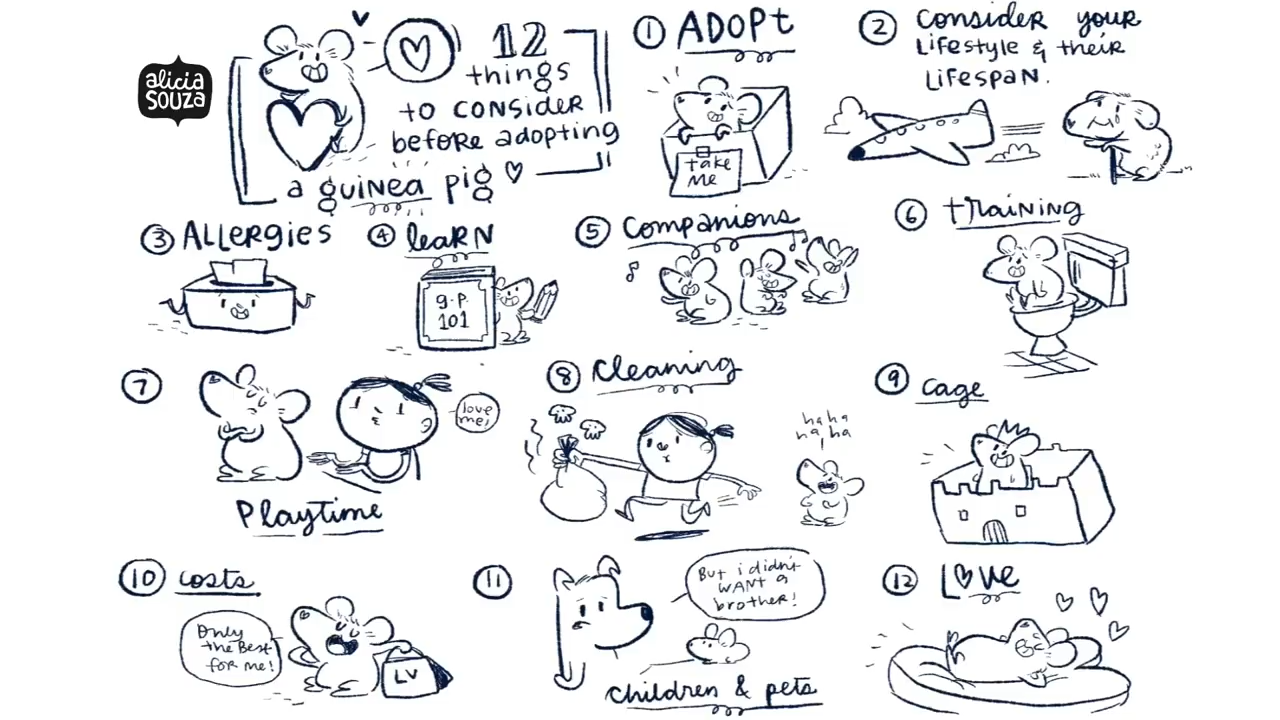 alicia
SOUZA
12
things
to CONSIDER
before adopting
a guinea pig
1 ADOPt
take
Me
2 Consider your
Lifestyle & their
LifespaN.
3 ALLERgies
4 leaRN
g.p.
101
5 Companions
6 tRaiNiNg
7
love
me!
Playtime
8 Cleaning
haha
ha ha
9 cage
10 costs
Only
the Best
for me!
LV
11
But i didn't
WANT a
brother!
Children & pets
12 Love